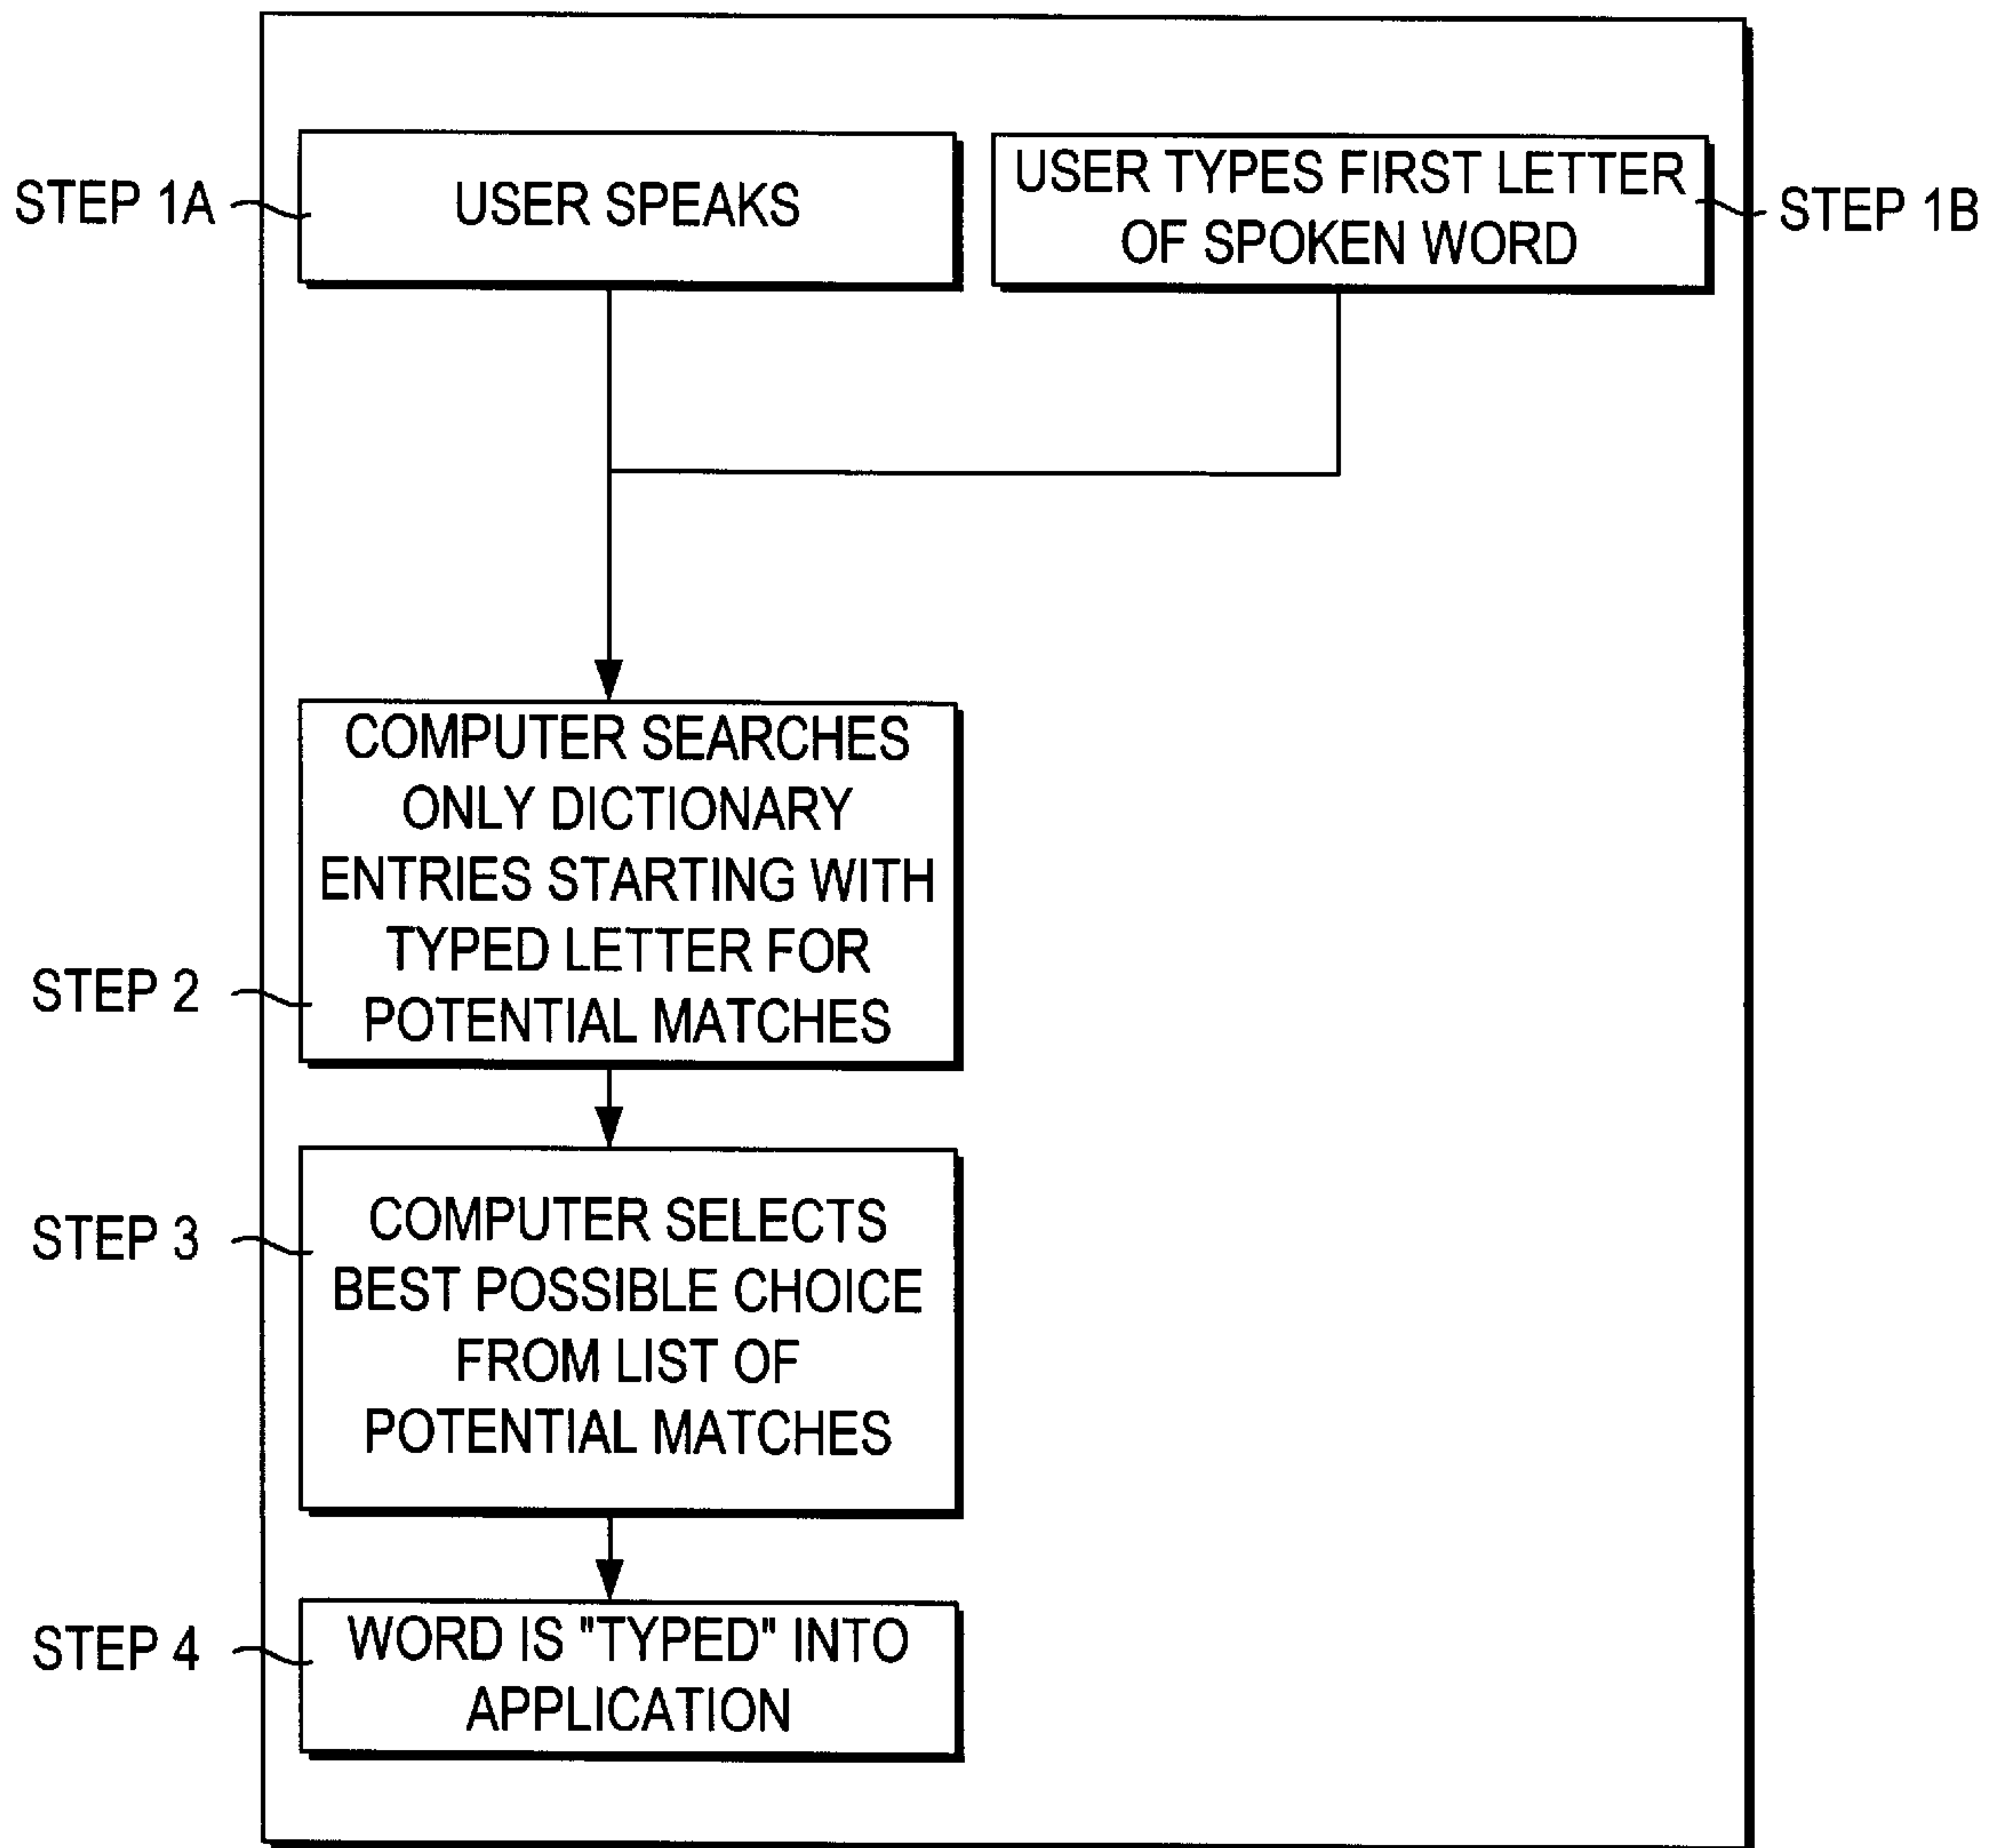 STEP 1A
USER SPEAKS
USER TYPES FIRST LETTER
OF SPOKEN WORD
STEP 1B
COMPUTER SEARCHES
ONLY DICTIONARY
ENTRIES STARTING WITH
TYPED LETTER FOR
POTENTIAL MATCHES
STEP 2
COMPUTER SELECTS
BEST POSSIBLE CHOICE
FROM LIST OF
POTENTIAL MATCHES
STEP 3
WORD IS "TYPED" INTO
APPLICATION
STEP 4